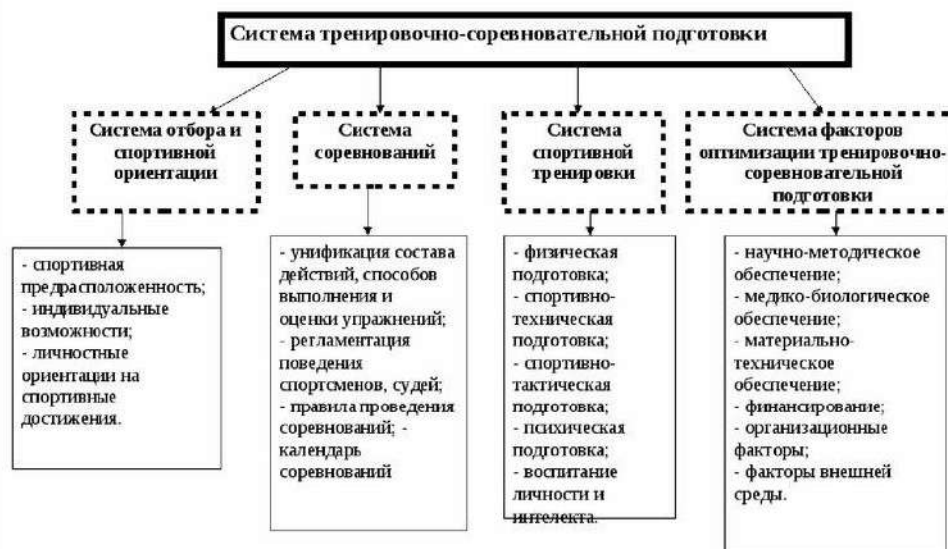 Система тренировочно-соревновательной подготовки
Система отбора и
спортивной
ориентации
Система
соревнований
Система
спортивной
тренировки
Система факторов
оптимизации тренировочно-
соревновательной
подготовки
- спортивная
предрасположенность;
- индивидуальные
возможности;
- личностные
ориентации на
спортивные
достижения.
- унификация состава
действий, способов
выполнения и
оценки упражнений;
- регламентация
поведения
спортсменов, судей;
- правила проведения
соревнований; -
календарь
соревнований
- физическая
подготовка;
- спортивно-
техническая
подготовка;
- спортивно-
тактическая
подготовка;
- психическая
подготовка;
- воспитание
личности и
интелекта.
- научно-методическое
обеспечение;
- медико-биологическое
обеспечение;
- материально-
техническое
обеспечение;
- финансирование;
- организационные
факторы;
- факторы внешней
среды.